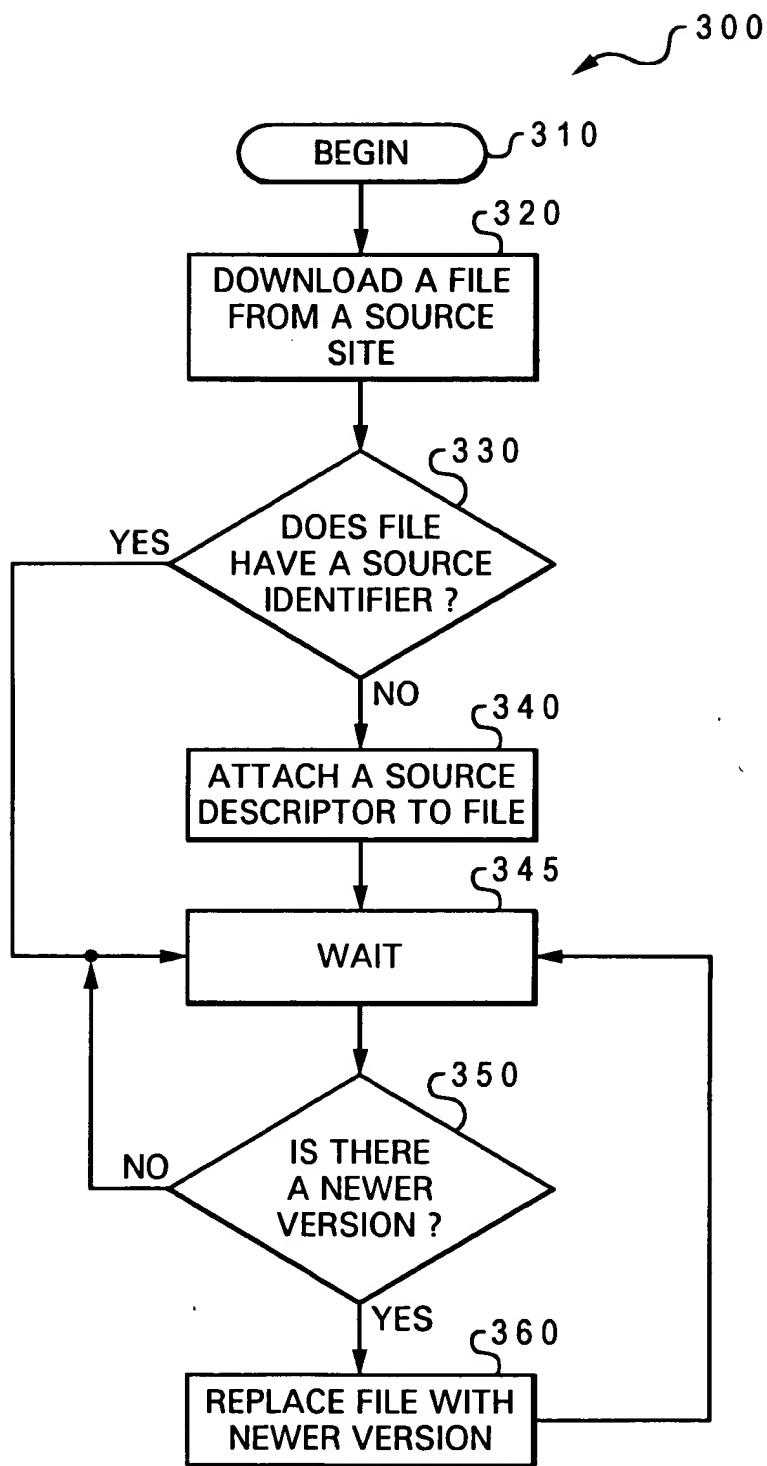 300
BEGIN
310
320
DOWNLOAD A FILE
FROM A SOURCE
SITE
330
DOES FILE
HAVE A SOURCE
IDENTIFIER ?
YES
NO
340
ATTACH A SOURCE
DESCRIPTOR TO FILE
345
WAIT
350
IS THERE
A NEWER
VERSION ?
NO
YES
360
REPLACE FILE WITH
NEWER VERSION